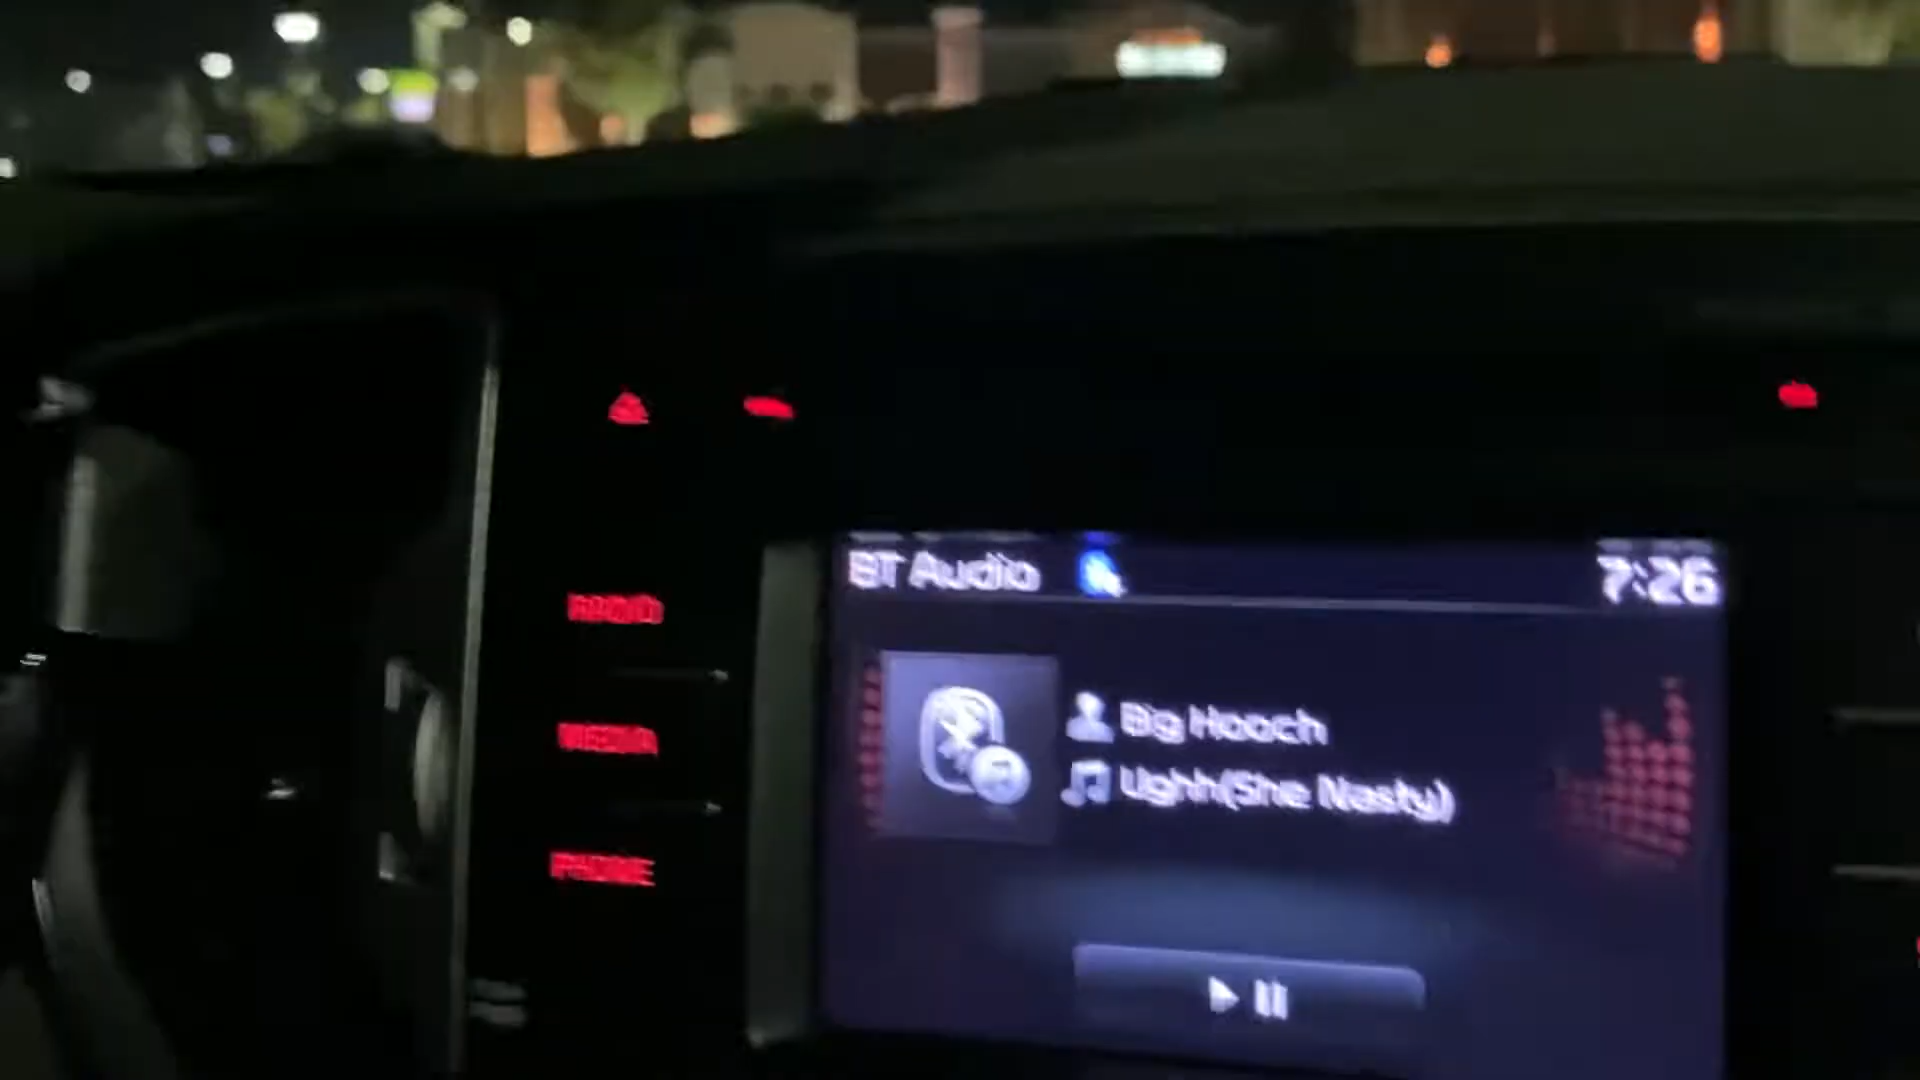 BT Audio
7:26
RADIO
Big Hooch
MEDIA
Ughh(She Nasty)
PHONE